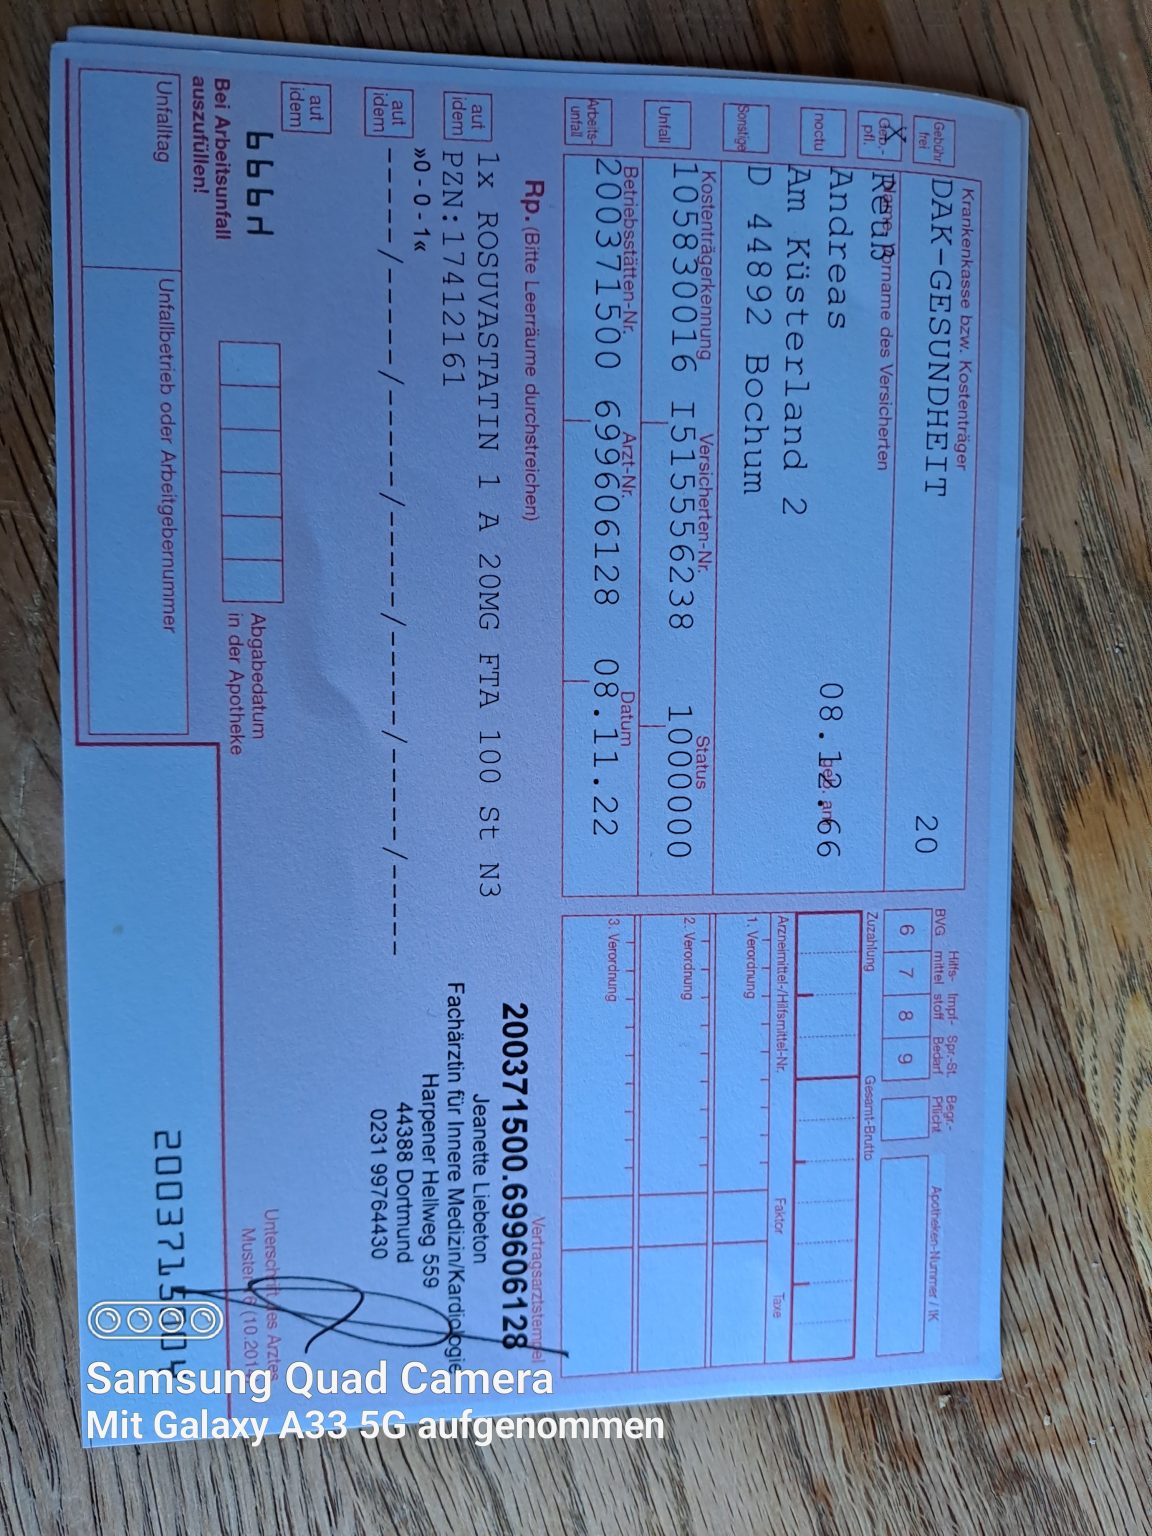 Krankenkasse bzw. Kostenträger
DAK-GESUNDHEIT 20
Name, Vorname des Versicherten
Reuß
Andreas 08.12.66
geb. am
Am Küsterland 2
D 44892 Bochum
Kostenträgerkennung Versicherten-Nr. Status
105830016 I515556238 1000000
Betriebsstätten-Nr. Arzt-Nr. Datum
200371500 699606128 08.11.22
Gebühr frei
X
Geb.-pfl.
noctu
Sonstige
Unfall
Arbeits-unfall
BVG Hilfs-mittel Impf-stoff Spr.-St. Bedarf Begr.-Pflicht Apotheken-Nummer / IK
6 7 8 9
Zuzahlung Gesamt-Brutto
Arzneimittel-/Hilfsmittel-Nr. Faktor Taxe
1. Verordnung
2. Verordnung
3. Verordnung
Vertragsarztstempel
Rp. (Bitte Leerräume durchstreichen)
aut idem
1x ROSUVASTATIN 1 A 20MG FTA 100 St N3
PZN:17412161
»0-0-1«
aut idem
-----/-----/-----/-----/-----/-----/-----
aut idem
200371500.699606128
Jeanette Liebeton
Fachärztin für Innere Medizin/Kardiologie
Harpener Hellweg 559
44388 Dortmund
0231 99764430
Bei Arbeitsunfall
auszufüllen!
Abgabedatum
in der Apotheke
Unfalltag Unfallbetrieb oder Arbeitgebernummer
Unterschrift des Arztes
Muster 16 (10.201
Samsung Quad Camera
Mit Galaxy A33 5G aufgenommen